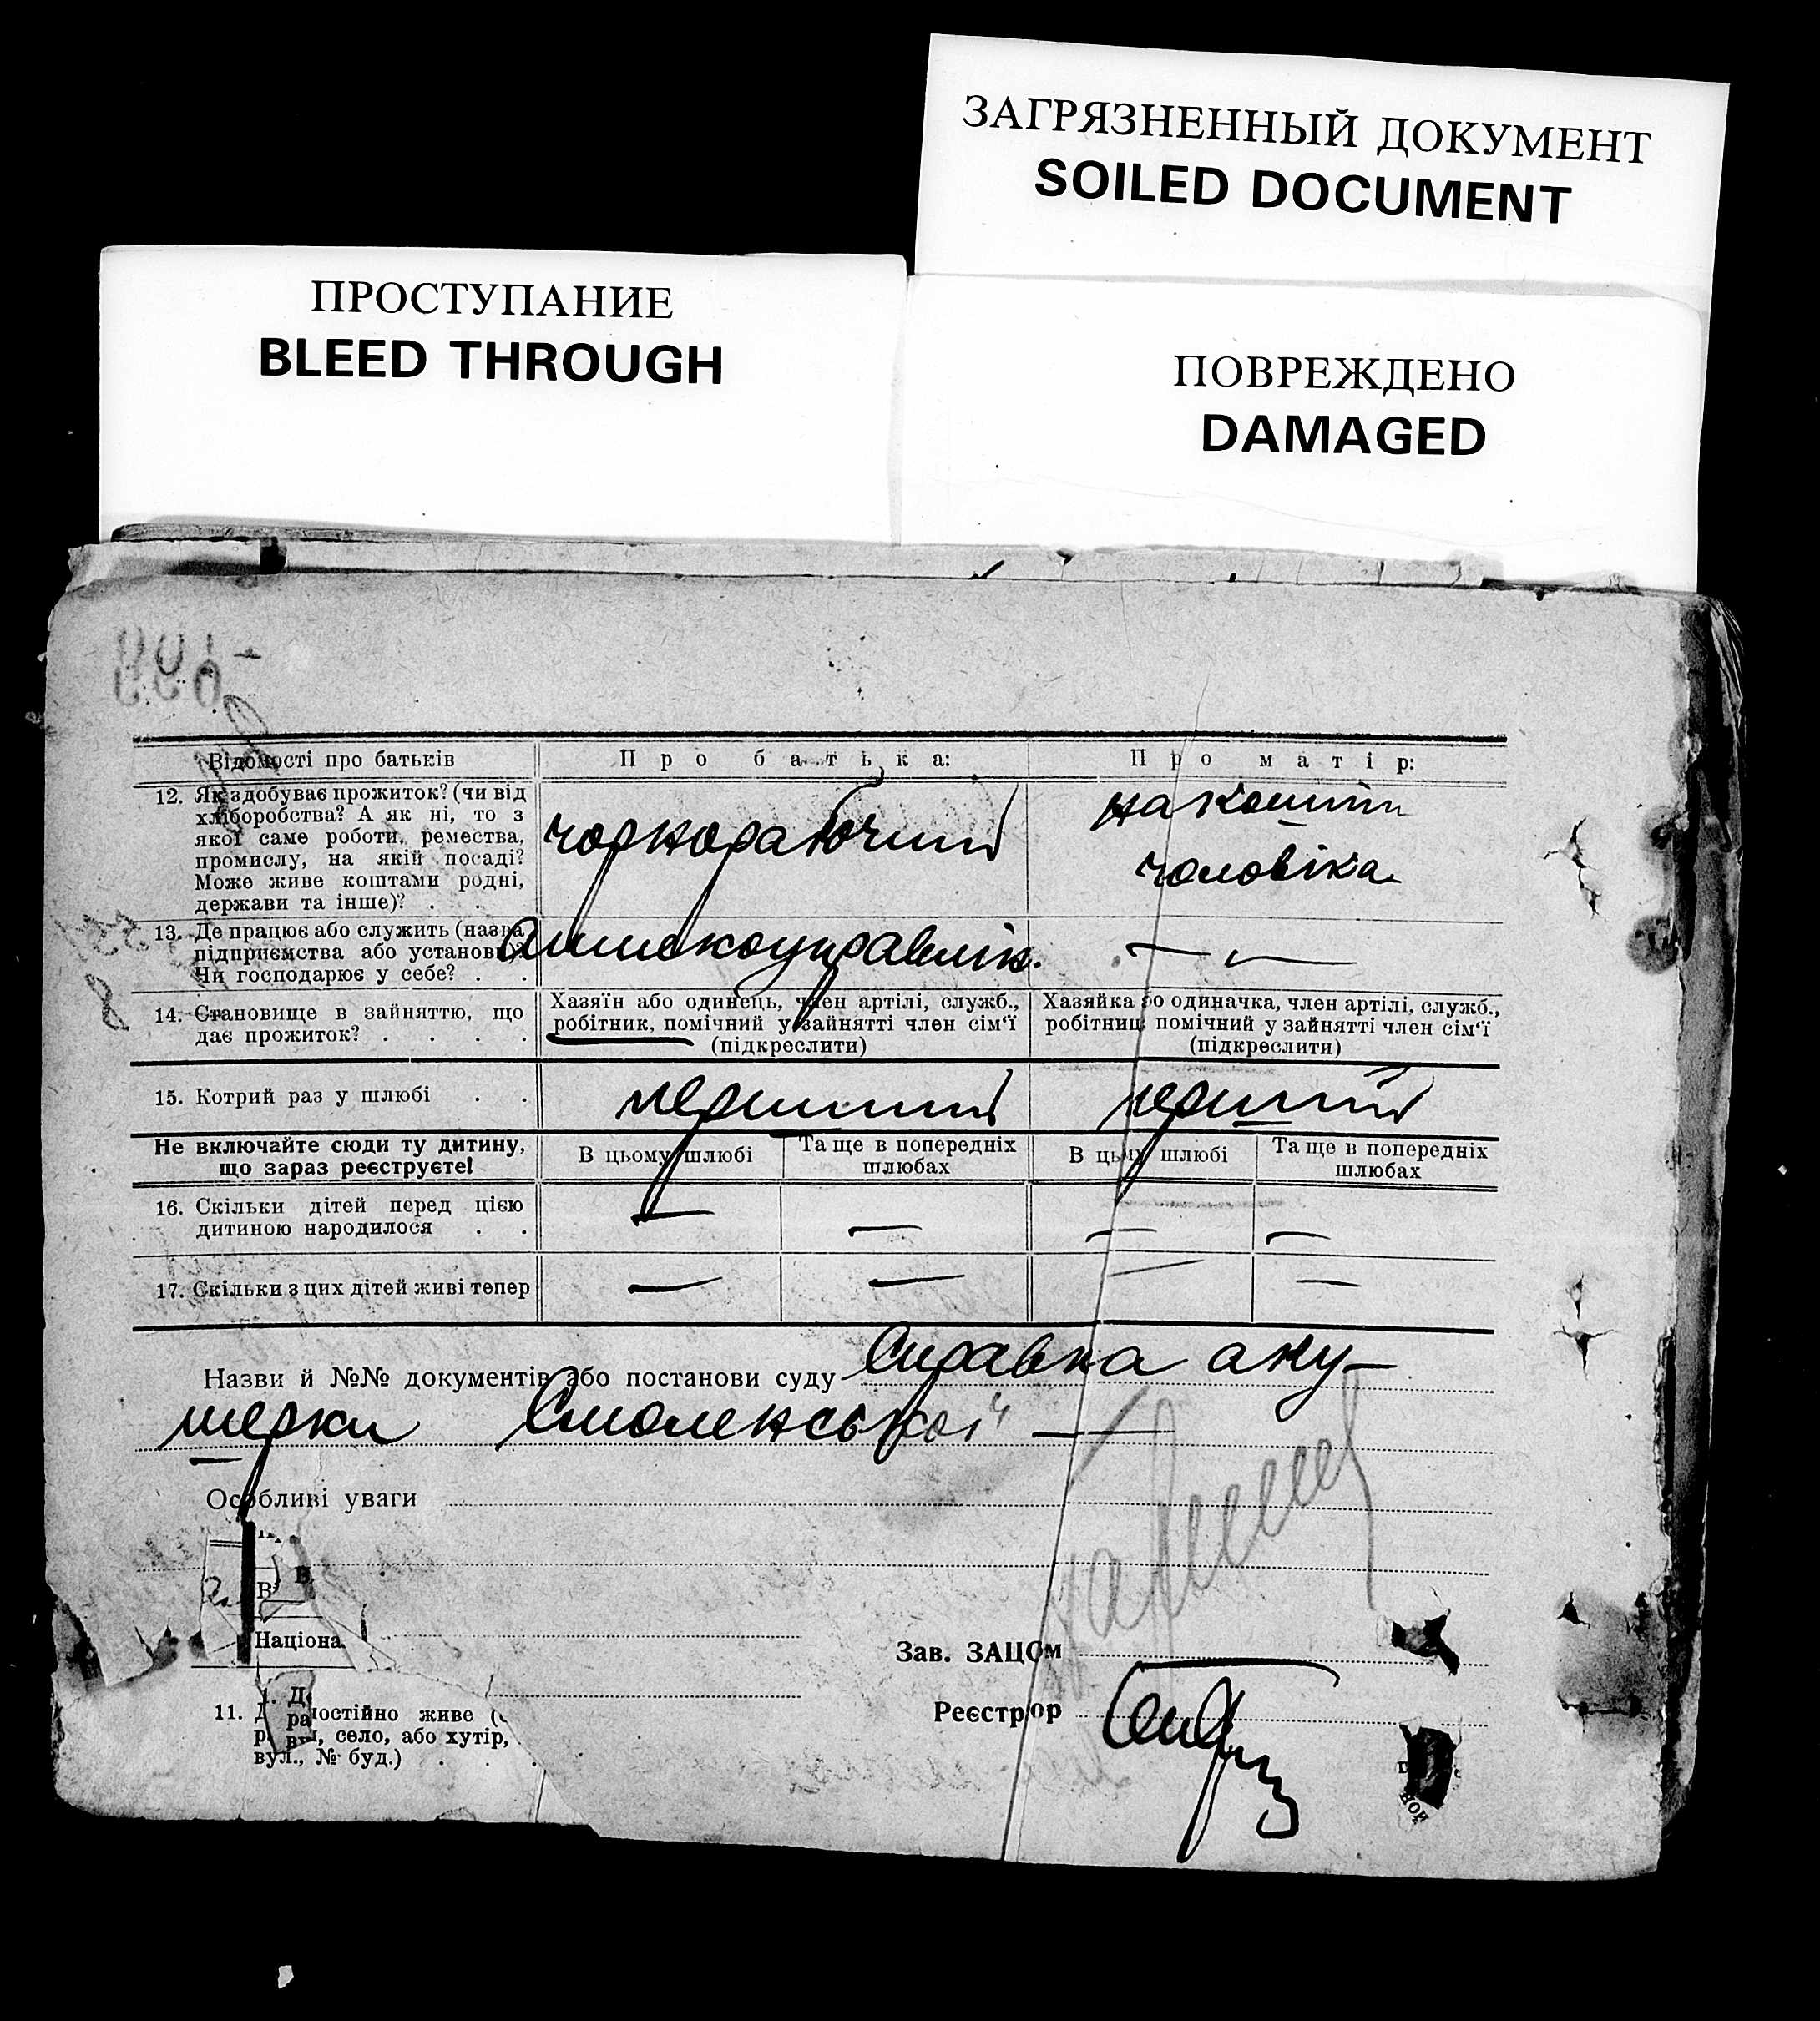 ЗАГРЯЗНЕННЫЙ ДОКУМЕНТ
SOILED DOCUMENT
ПРОСТУПАНИЕ
BLEED THROUGH
ПОВРЕЖДЕНО
DAMAGED
Відомості про батьків
Про батька:
Про матір:
12. Як здобуває прожиток? (чи від
хліборобства? А як ні, то з
якої саме роботи, ремества,
промислу, на якій посаді?
Може живе коштами родні,
держави та інше)? . .
чорнорабочий
на кошти
чоловіка
13. Де працює або служить (назва
підприємства або установи)?
Чи господарює у себе? . .
— —
14. Становище в зайняттю, що
дає прожиток? . . . .
Хазяїн або одинець, член артілі, служб.,
робітник, помічний у зайнятті член сім'ї
(підкреслити)
Хазяйка бо одиначка, член артілі, служб.,
робітниц помічний у зайнятті член сім'ї
(підкреслити)
15. Котрий раз у шлюбі . .
перший
перший
Не включайте сюди ту дитину,
що зараз реєструєте!
В цьому шлюбі
Та ще в попередніх
шлюбах
В цьму шлюбі
Та ще в попередніх
шлюбах
16. Скільки дітей перед цією
дитиною народилося . .
— — — —
17. Скільки з цих дітей живі тепер
— — — —
Назви й №№ документів або постанови суду Справка аку-
шерки Смоленської —
Особливі уваги
В
Націона
Зав. ЗАЦСом
Реєстратор
11. постійно живе (
, село, або хутір,
вул., № буд.) . .